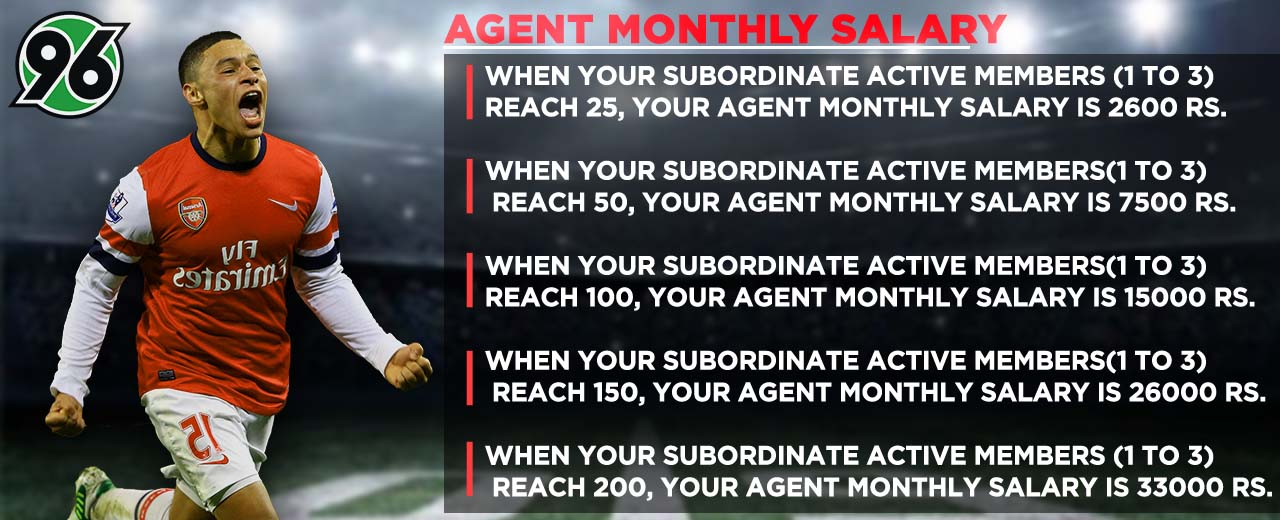 96
AGENT MONTHLY SALARY
WHEN YOUR SUBORDINATE ACTIVE MEMBERS (1 TO 3)
REACH 25, YOUR AGENT MONTHLY SALARY IS 2600 RS.
WHEN YOUR SUBORDINATE ACTIVE MEMBERS(1 TO 3)
REACH 50, YOUR AGENT MONTHLY SALARY IS 7500 RS.
WHEN YOUR SUBORDINATE ACTIVE MEMBERS(1 TO 3)
REACH 100, YOUR AGENT MONTHLY SALARY IS 15000 RS.
WHEN YOUR SUBORDINATE ACTIVE MEMBERS(1 TO 3)
REACH 150, YOUR AGENT MONTHLY SALARY IS 26000 RS.
WHEN YOUR SUBORDINATE ACTIVE MEMBERS (1 TO 3)
REACH 200, YOUR AGENT MONTHLY SALARY IS 33000 RS.
Arsenal
Fly
Emirates
15